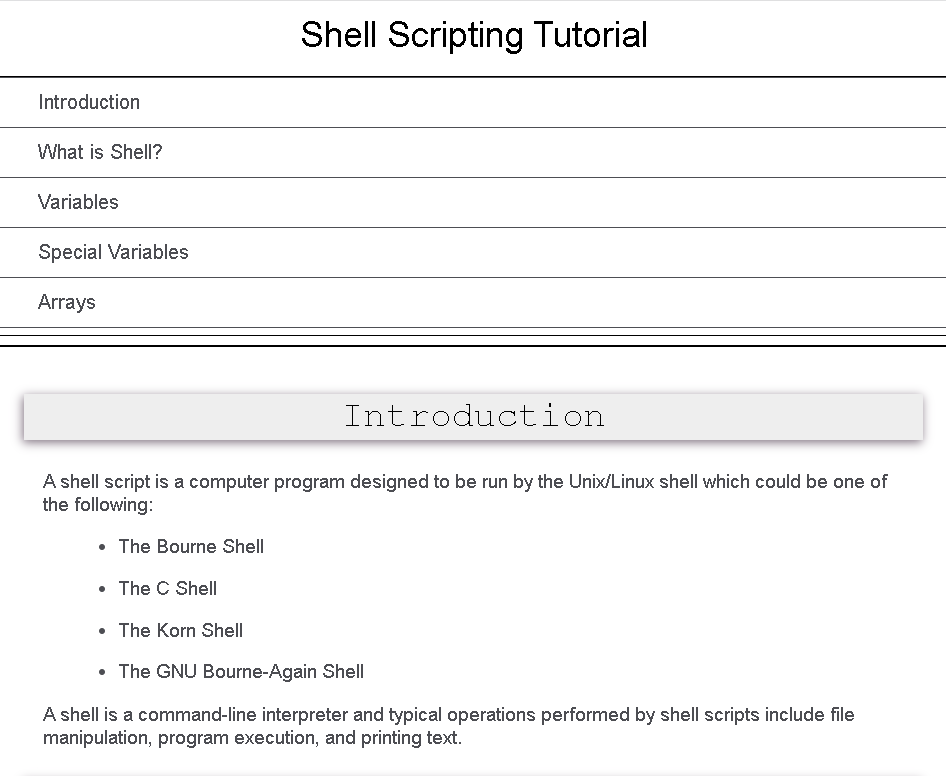 Shell Scripting Tutorial
Introduction
What is Shell?
Variables
Special Variables
Arrays
Introduction
A shell script is a computer program designed to be run by the Unix/Linux shell which could be one of
the following:
• The Bourne Shell
• The C Shell
• The Korn Shell
• The GNU Bourne-Again Shell
A shell is a command-line interpreter and typical operations performed by shell scripts include file
manipulation, program execution, and printing text.